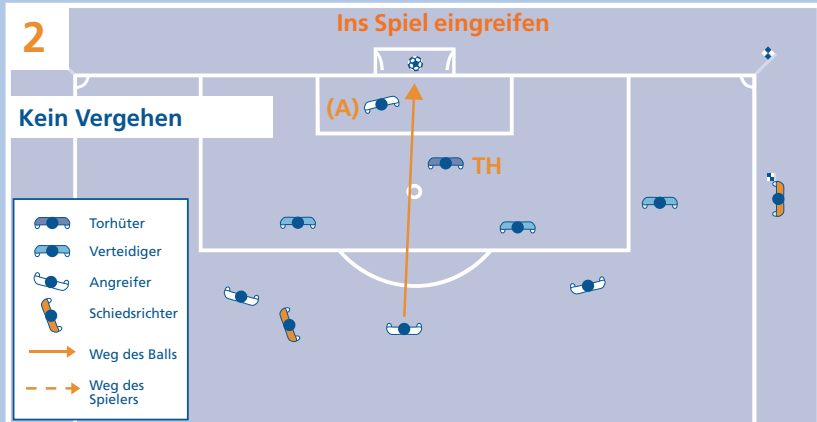 2
Ins Spiel eingreifen
(A)
Kein Vergehen
TH
Torhüter
Verteidiger
Angreifer
Schiedsrichter
Weg des Balls
Weg des
Spielers